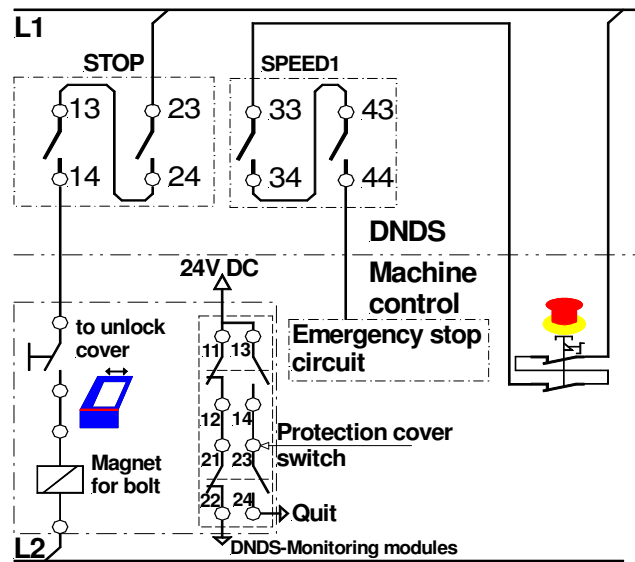 L1
STOP
SPEED1
13
23
33
43
14
24
34
44
DNDS
24V DC
Machine
control
to unlock
cover
11
13
Emergency stop
circuit
12
14
Protection cover
switch
21
23
Magnet
for bolt
22
24
Quit
L2
DNDS-Monitoring modules